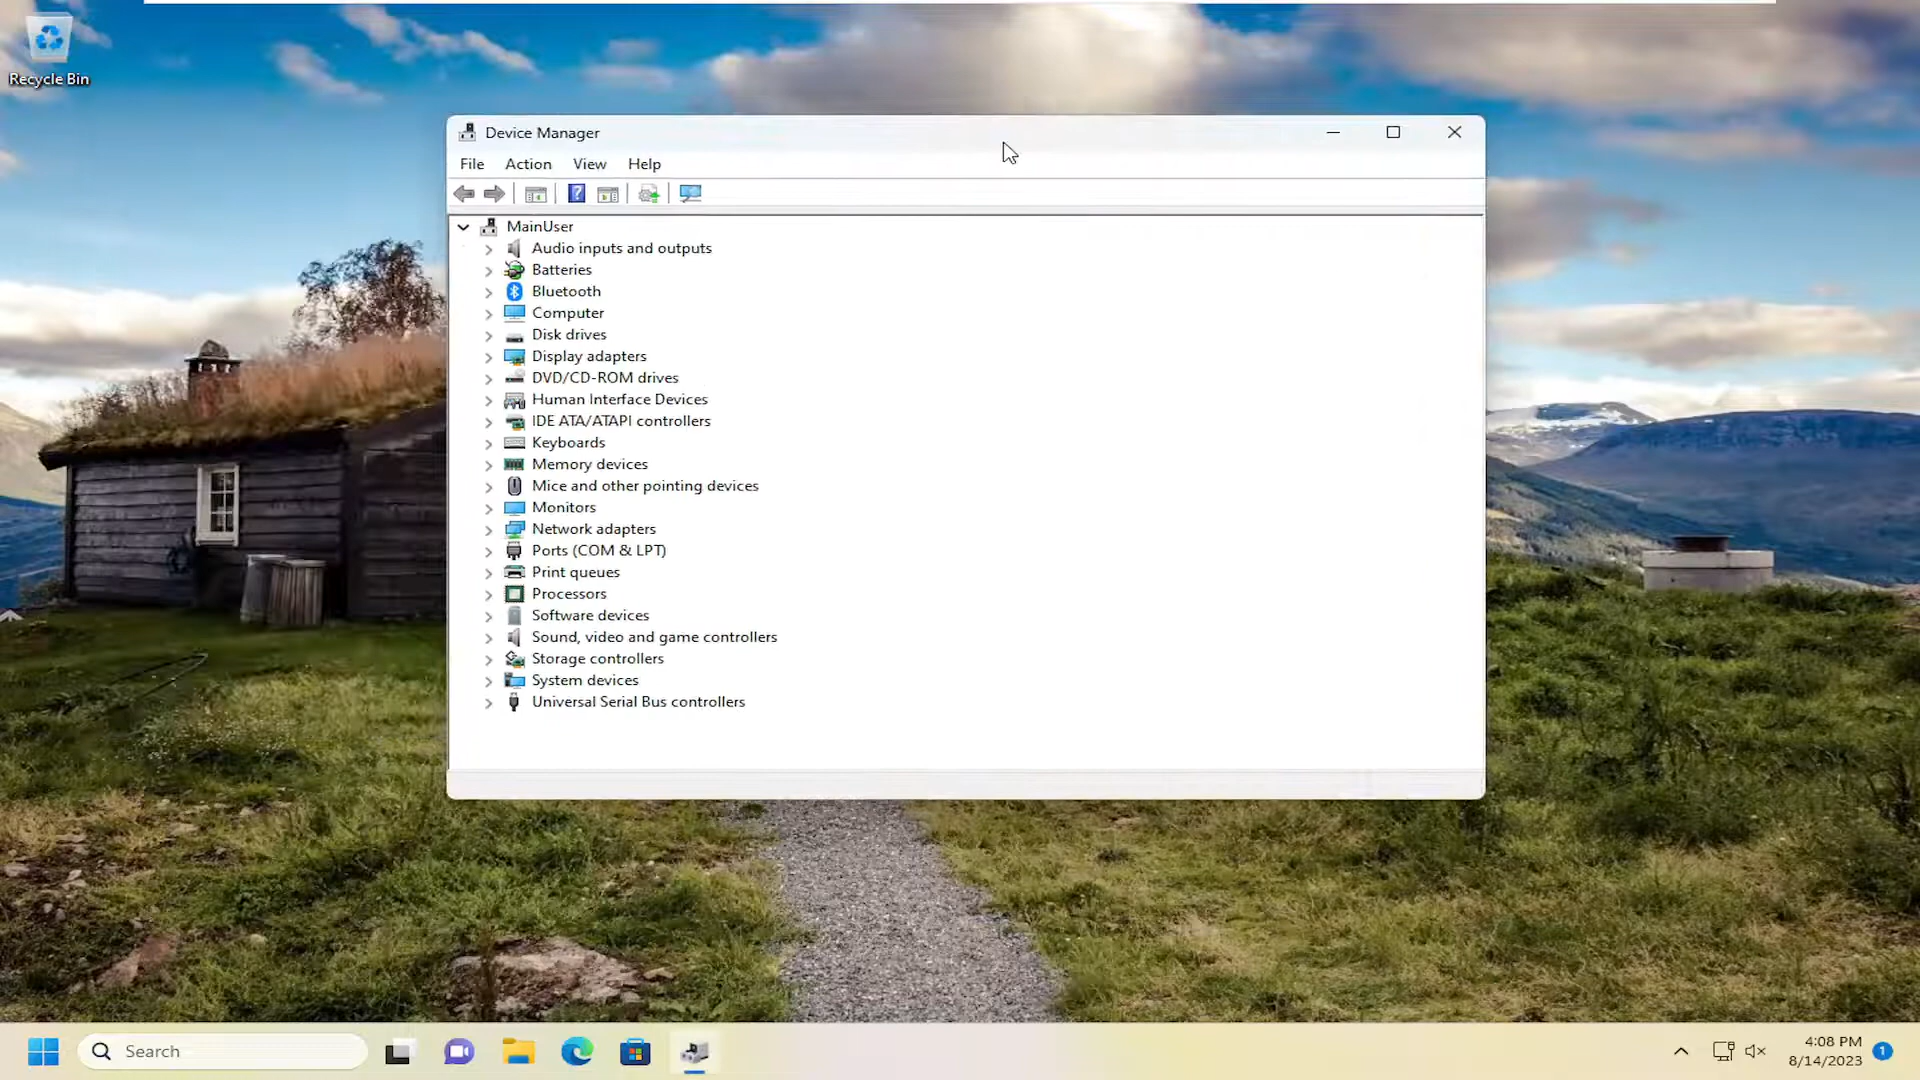 Recycle Bin
Device Manager
File Action View Help
MainUser
Audio inputs and outputs
Batteries
Bluetooth
Computer
Disk drives
Display adapters
DVD/CD-ROM drives
Human Interface Devices
IDE ATA/ATAPI controllers
Keyboards
Memory devices
Mice and other pointing devices
Monitors
Network adapters
Ports (COM & LPT)
Print queues
Processors
Software devices
Sound, video and game controllers
Storage controllers
System devices
Universal Serial Bus controllers
Search
4:08 PM
8/14/2023
1